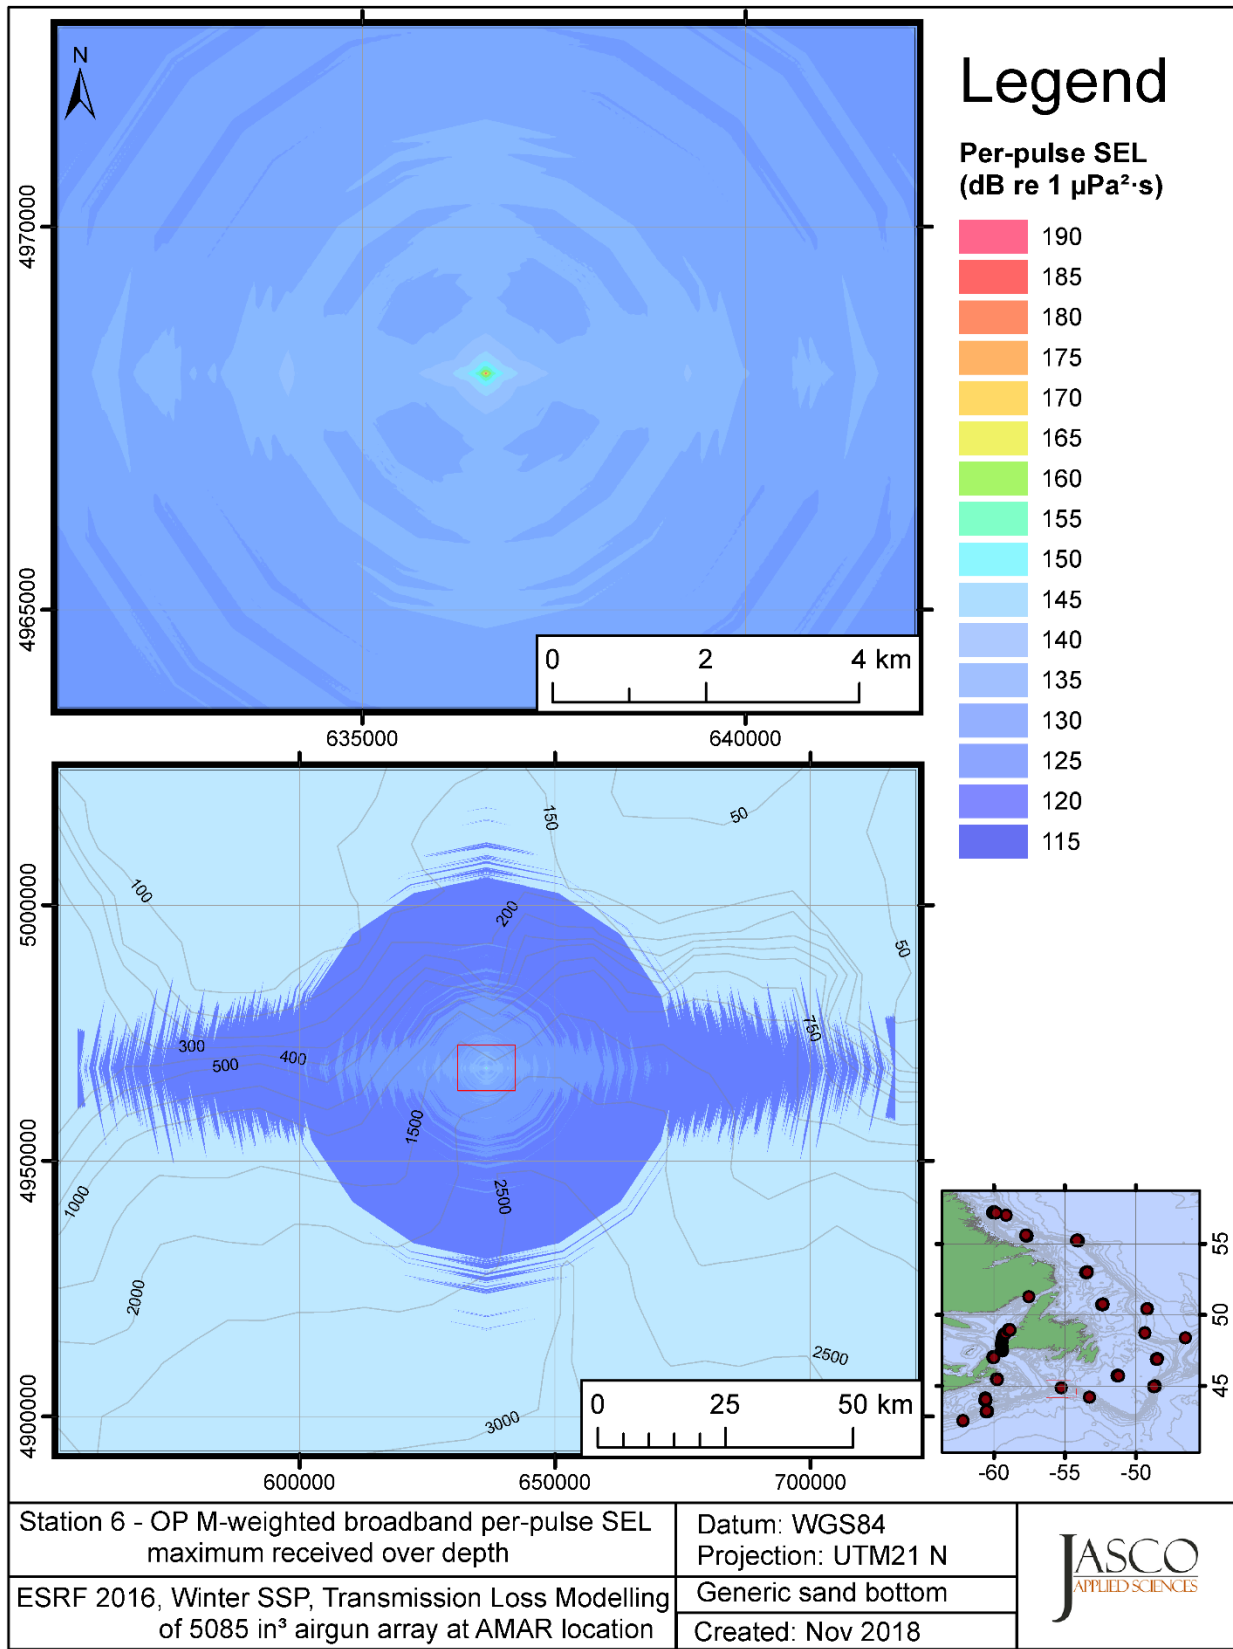 N
4970000
4965000
0 2 4 km
635000 640000
Legend
Per-pulse SEL
(dB re 1 µPa²·s)
190
185
180
175
170
165
160
155
150
145
140
135
130
125
120
115
5000000
4950000
4900000
100
150
50
200
50
300
500
400
750
1500
1000
2500
2000
2500
3000
0 25 50 km
600000 650000 700000
55
50
45
-60 -55 -50
Station 6 - OP M-weighted broadband per-pulse SEL
maximum received over depth
ESRF 2016, Winter SSP, Transmission Loss Modelling
of 5085 in³ airgun array at AMAR location
Datum: WGS84
Projection: UTM21 N
Generic sand bottom
Created: Nov 2018
JASCO
APPLIED SCIENCES